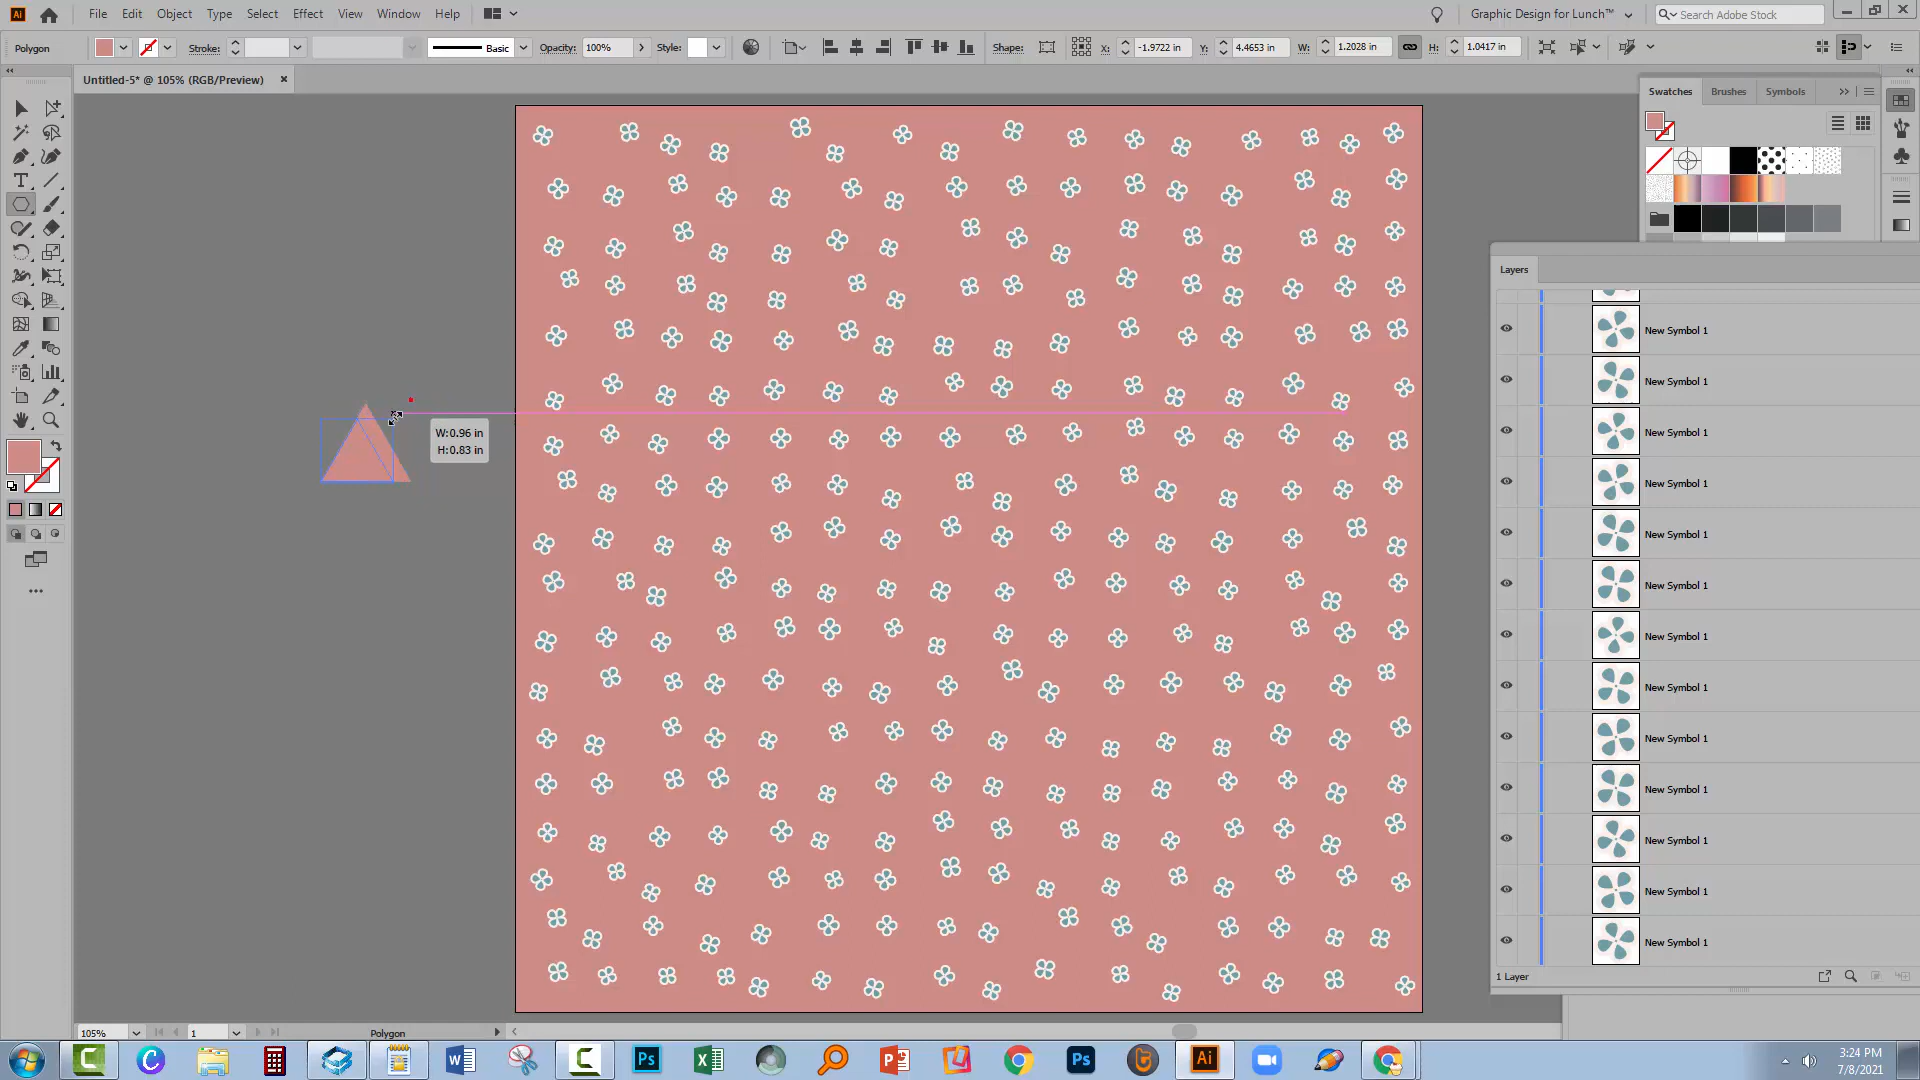 File Edit Object Type Select Effect View Window Help
Graphic Design for Lunch™
Search Adobe Stock
Polygon
Stroke:
Basic
Opacity: 100%
Style:
Shape:
X: -1.9722 in
Y: 4.4653 in
W: 1.2028 in
H: 1.0417 in
Untitled-5* @ 105% (RGB/Preview)
Swatches Brushes Symbols
Layers
New Symbol 1
New Symbol 1
New Symbol 1
New Symbol 1
New Symbol 1
New Symbol 1
New Symbol 1
New Symbol 1
New Symbol 1
New Symbol 1
New Symbol 1
New Symbol 1
New Symbol 1
W:0.96 in
H:0.83 in
1 Layer
105%
1
Polygon
3:24 PM
7/8/2021